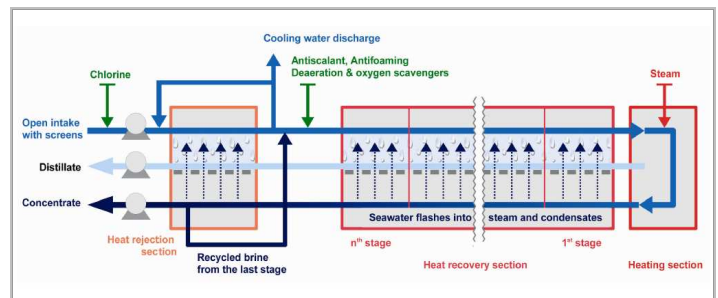 Cooling water discharge
Antiscalant, Antifoaming
Deaeration & oxygen scavengers
Chlorine
Steam
Open intake
with screens
Distillate
Concentrate
Seawater flashes into steam and condensates
Heat rejection
section
Recycled brine
from the last stage
nth stage
1st stage
Heat recovery section
Heating section